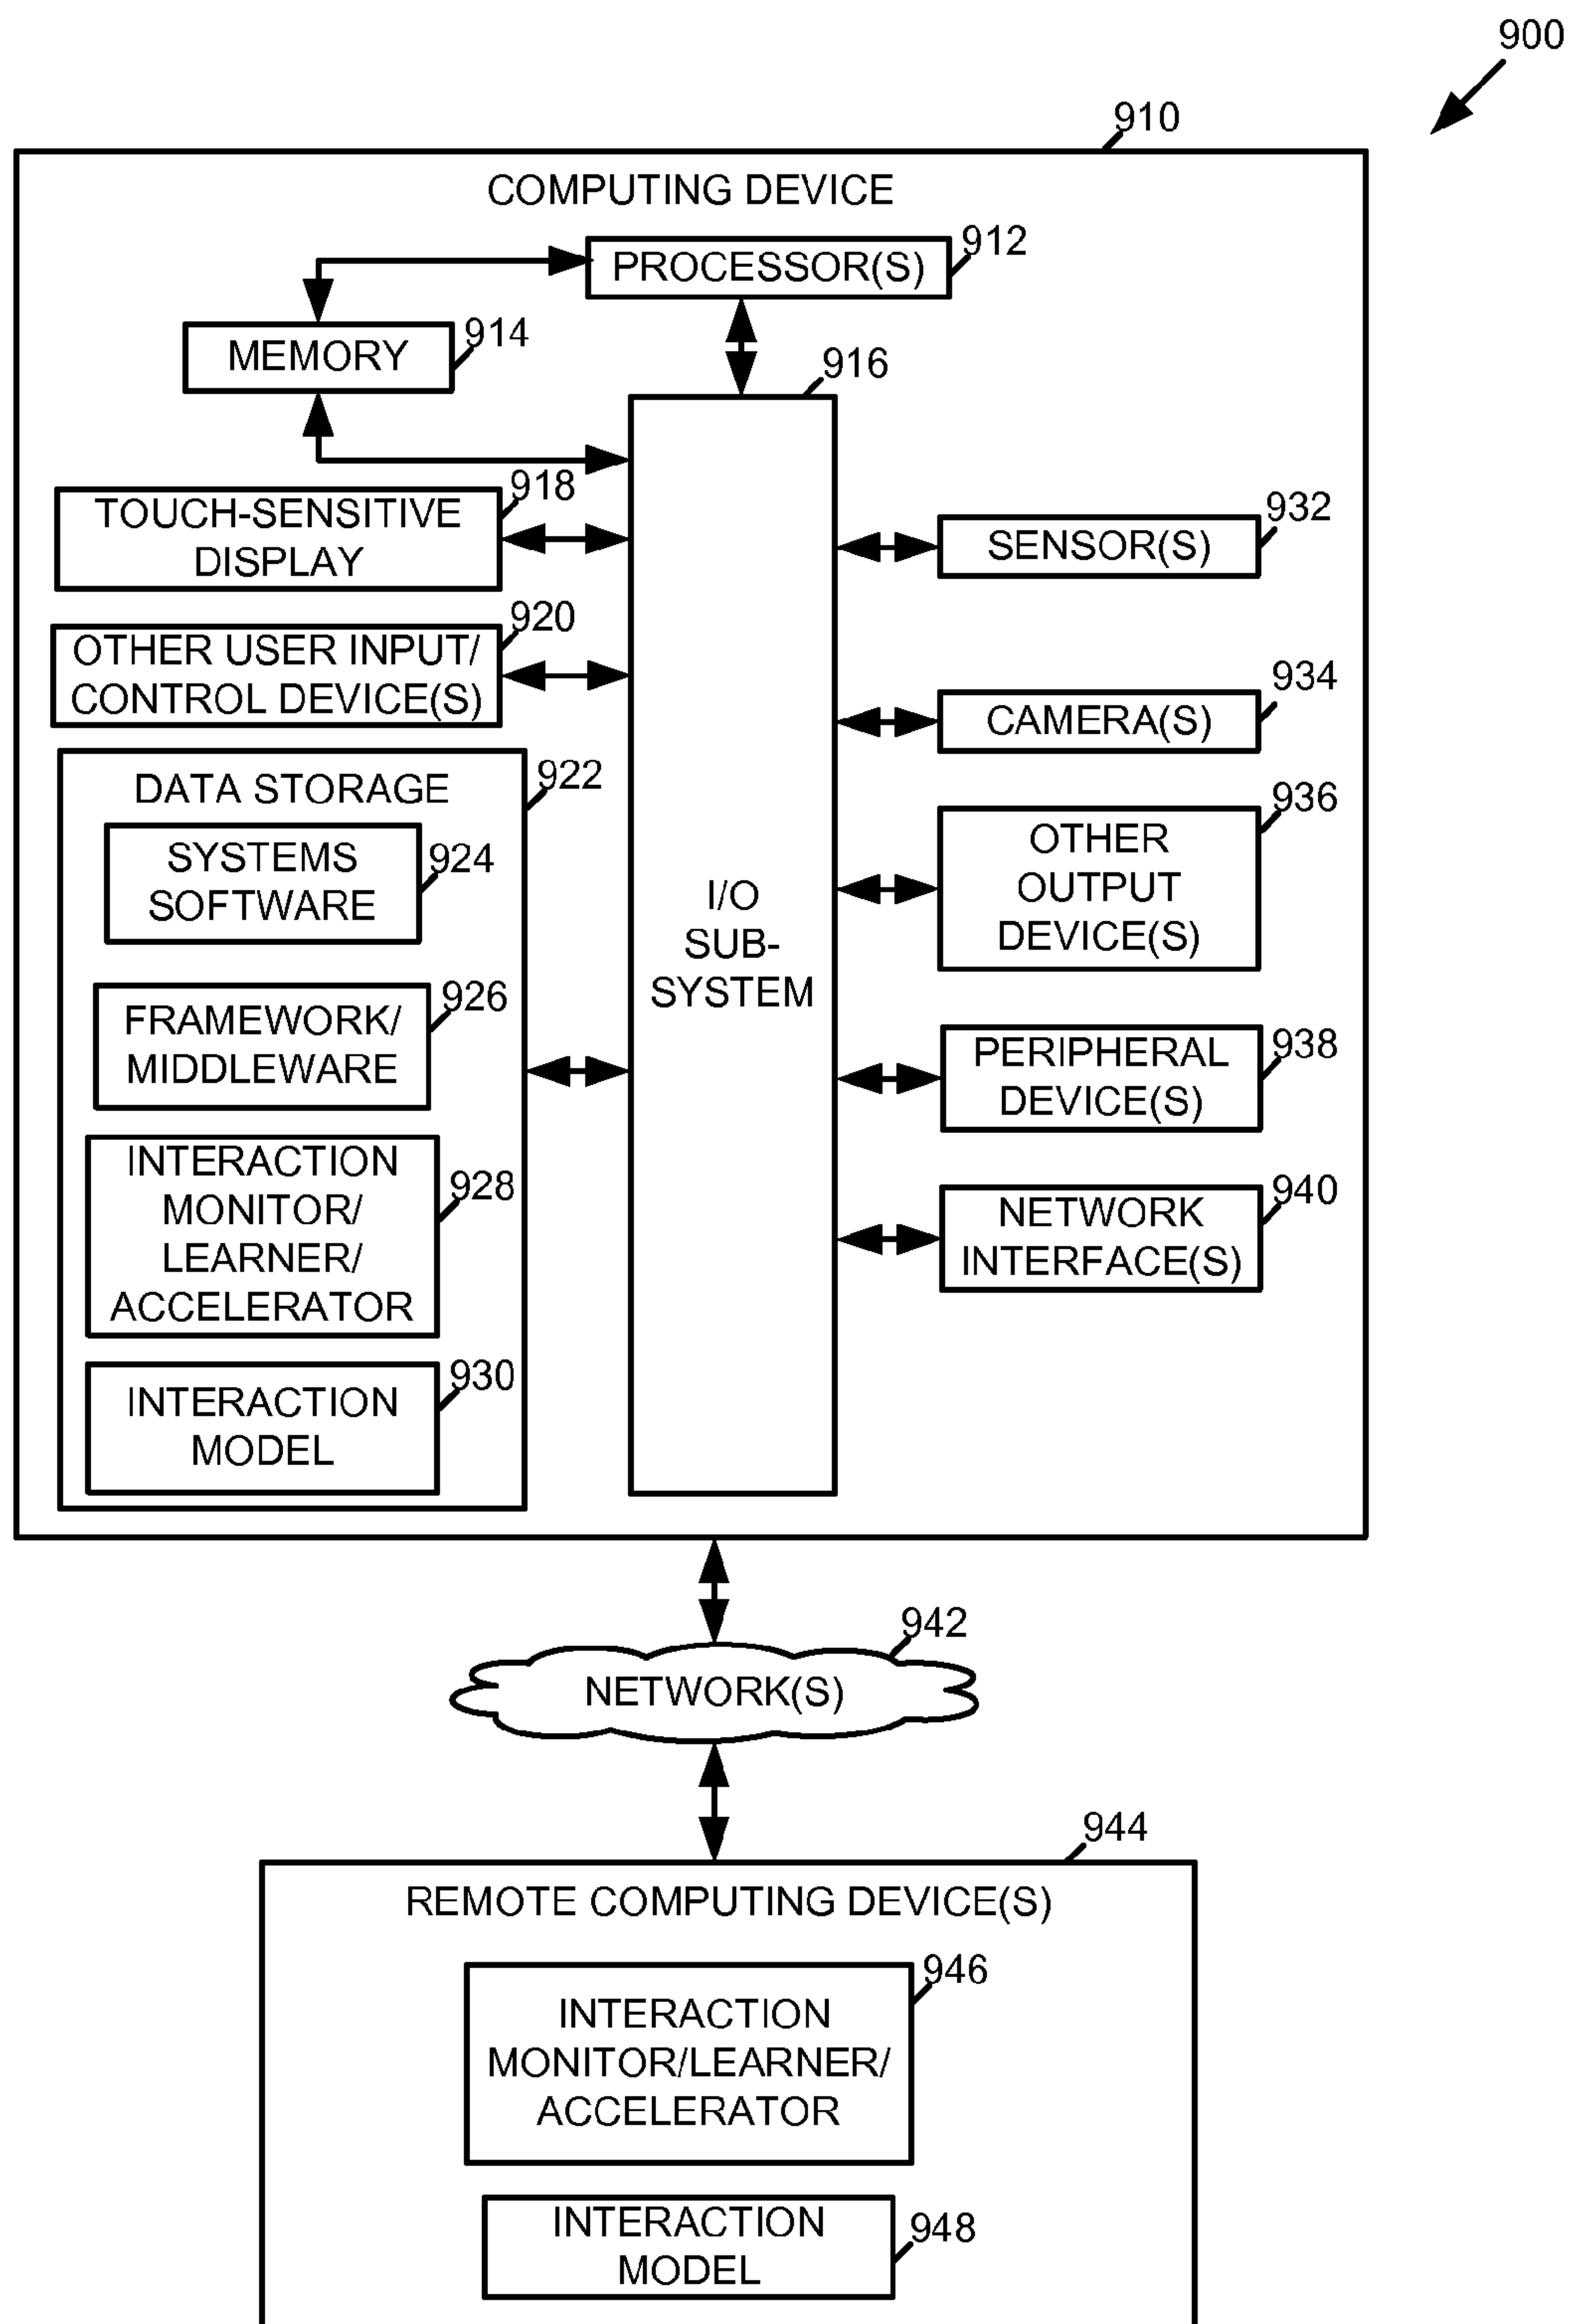 900
910
COMPUTING DEVICE
PROCESSOR(S)
912
MEMORY
914
916
I/O
SUB-
SYSTEM
TOUCH-SENSITIVE
DISPLAY
918
OTHER USER INPUT/
CONTROL DEVICE(S)
920
DATA STORAGE
922
SYSTEMS
SOFTWARE
924
FRAMEWORK/
MIDDLEWARE
926
INTERACTION
MONITOR/
LEARNER/
ACCELERATOR
928
INTERACTION
MODEL
930
SENSOR(S)
932
CAMERA(S)
934
OTHER
OUTPUT
DEVICE(S)
936
PERIPHERAL
DEVICE(S)
938
NETWORK
INTERFACE(S)
940
942
NETWORK(S)
944
REMOTE COMPUTING DEVICE(S)
INTERACTION
MONITOR/LEARNER/
ACCELERATOR
946
INTERACTION
MODEL
948